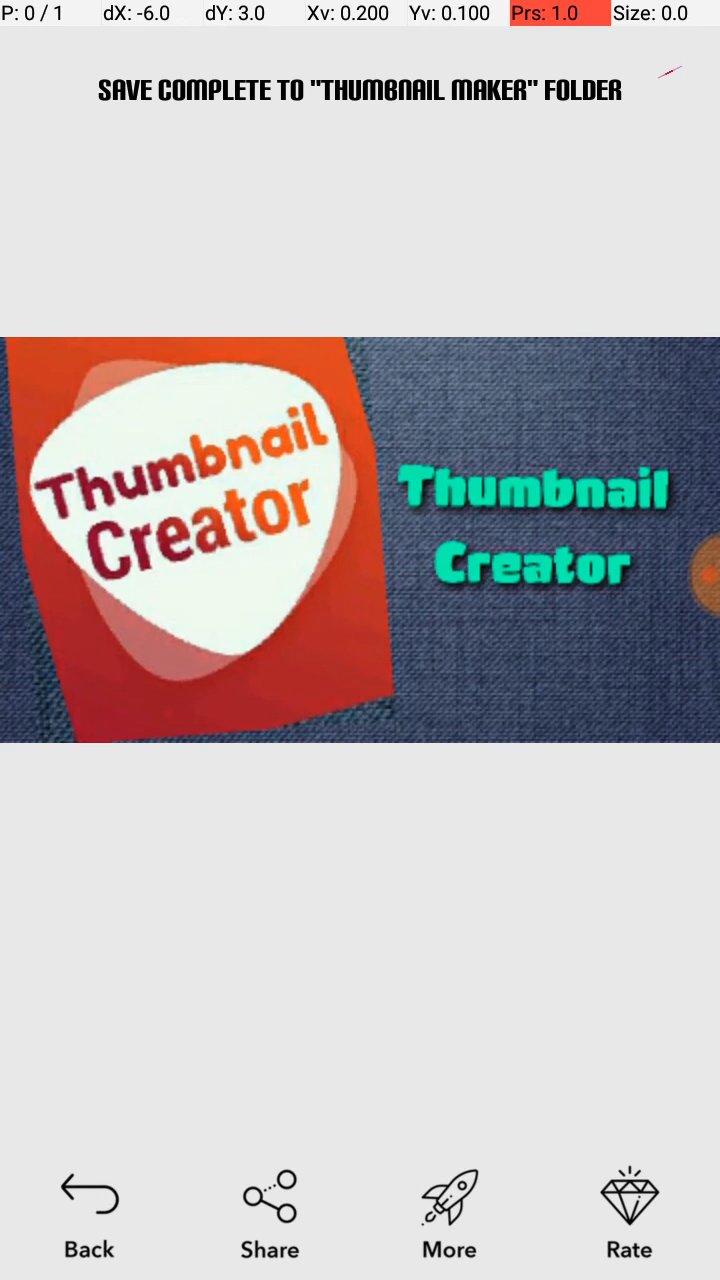 P: 0 / 1 dX: -6.0 dY: 3.0 Xv: 0.200 Yv: 0.100 Prs: 1.0 Size: 0.0
SAVE COMPLETE TO "THUMBNAIL MAKER" FOLDER
Thumbnail
Creator
Thumbnail
Creator
Back Share More Rate